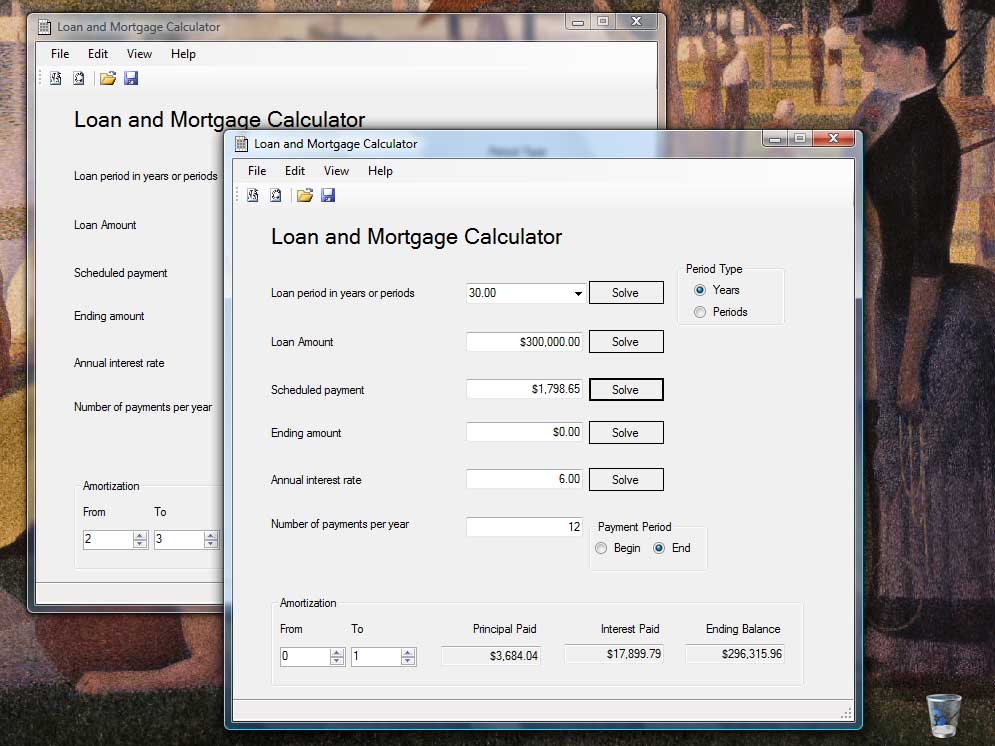 Loan and Mortgage Calculator
File Edit View Help
Loan and Mortgage Calculator
Loan period in years or periods
Loan Amount
Scheduled payment
Ending amount
Annual interest rate
Number of payments per year
Amortization
From To
2 3
Loan and Mortgage Calculator
File Edit View Help
Loan and Mortgage Calculator
Period Type
Loan period in years or periods 30.00 Solve Years
Periods
Loan Amount $300,000.00 Solve
Scheduled payment $1,798.65 Solve
Ending amount $0.00 Solve
Annual interest rate 6.00 Solve
Number of payments per year 12 Payment Period
Begin End
Amortization
From To Principal Paid Interest Paid Ending Balance
0 1 $3,684.04 $17,899.79 $296,315.96